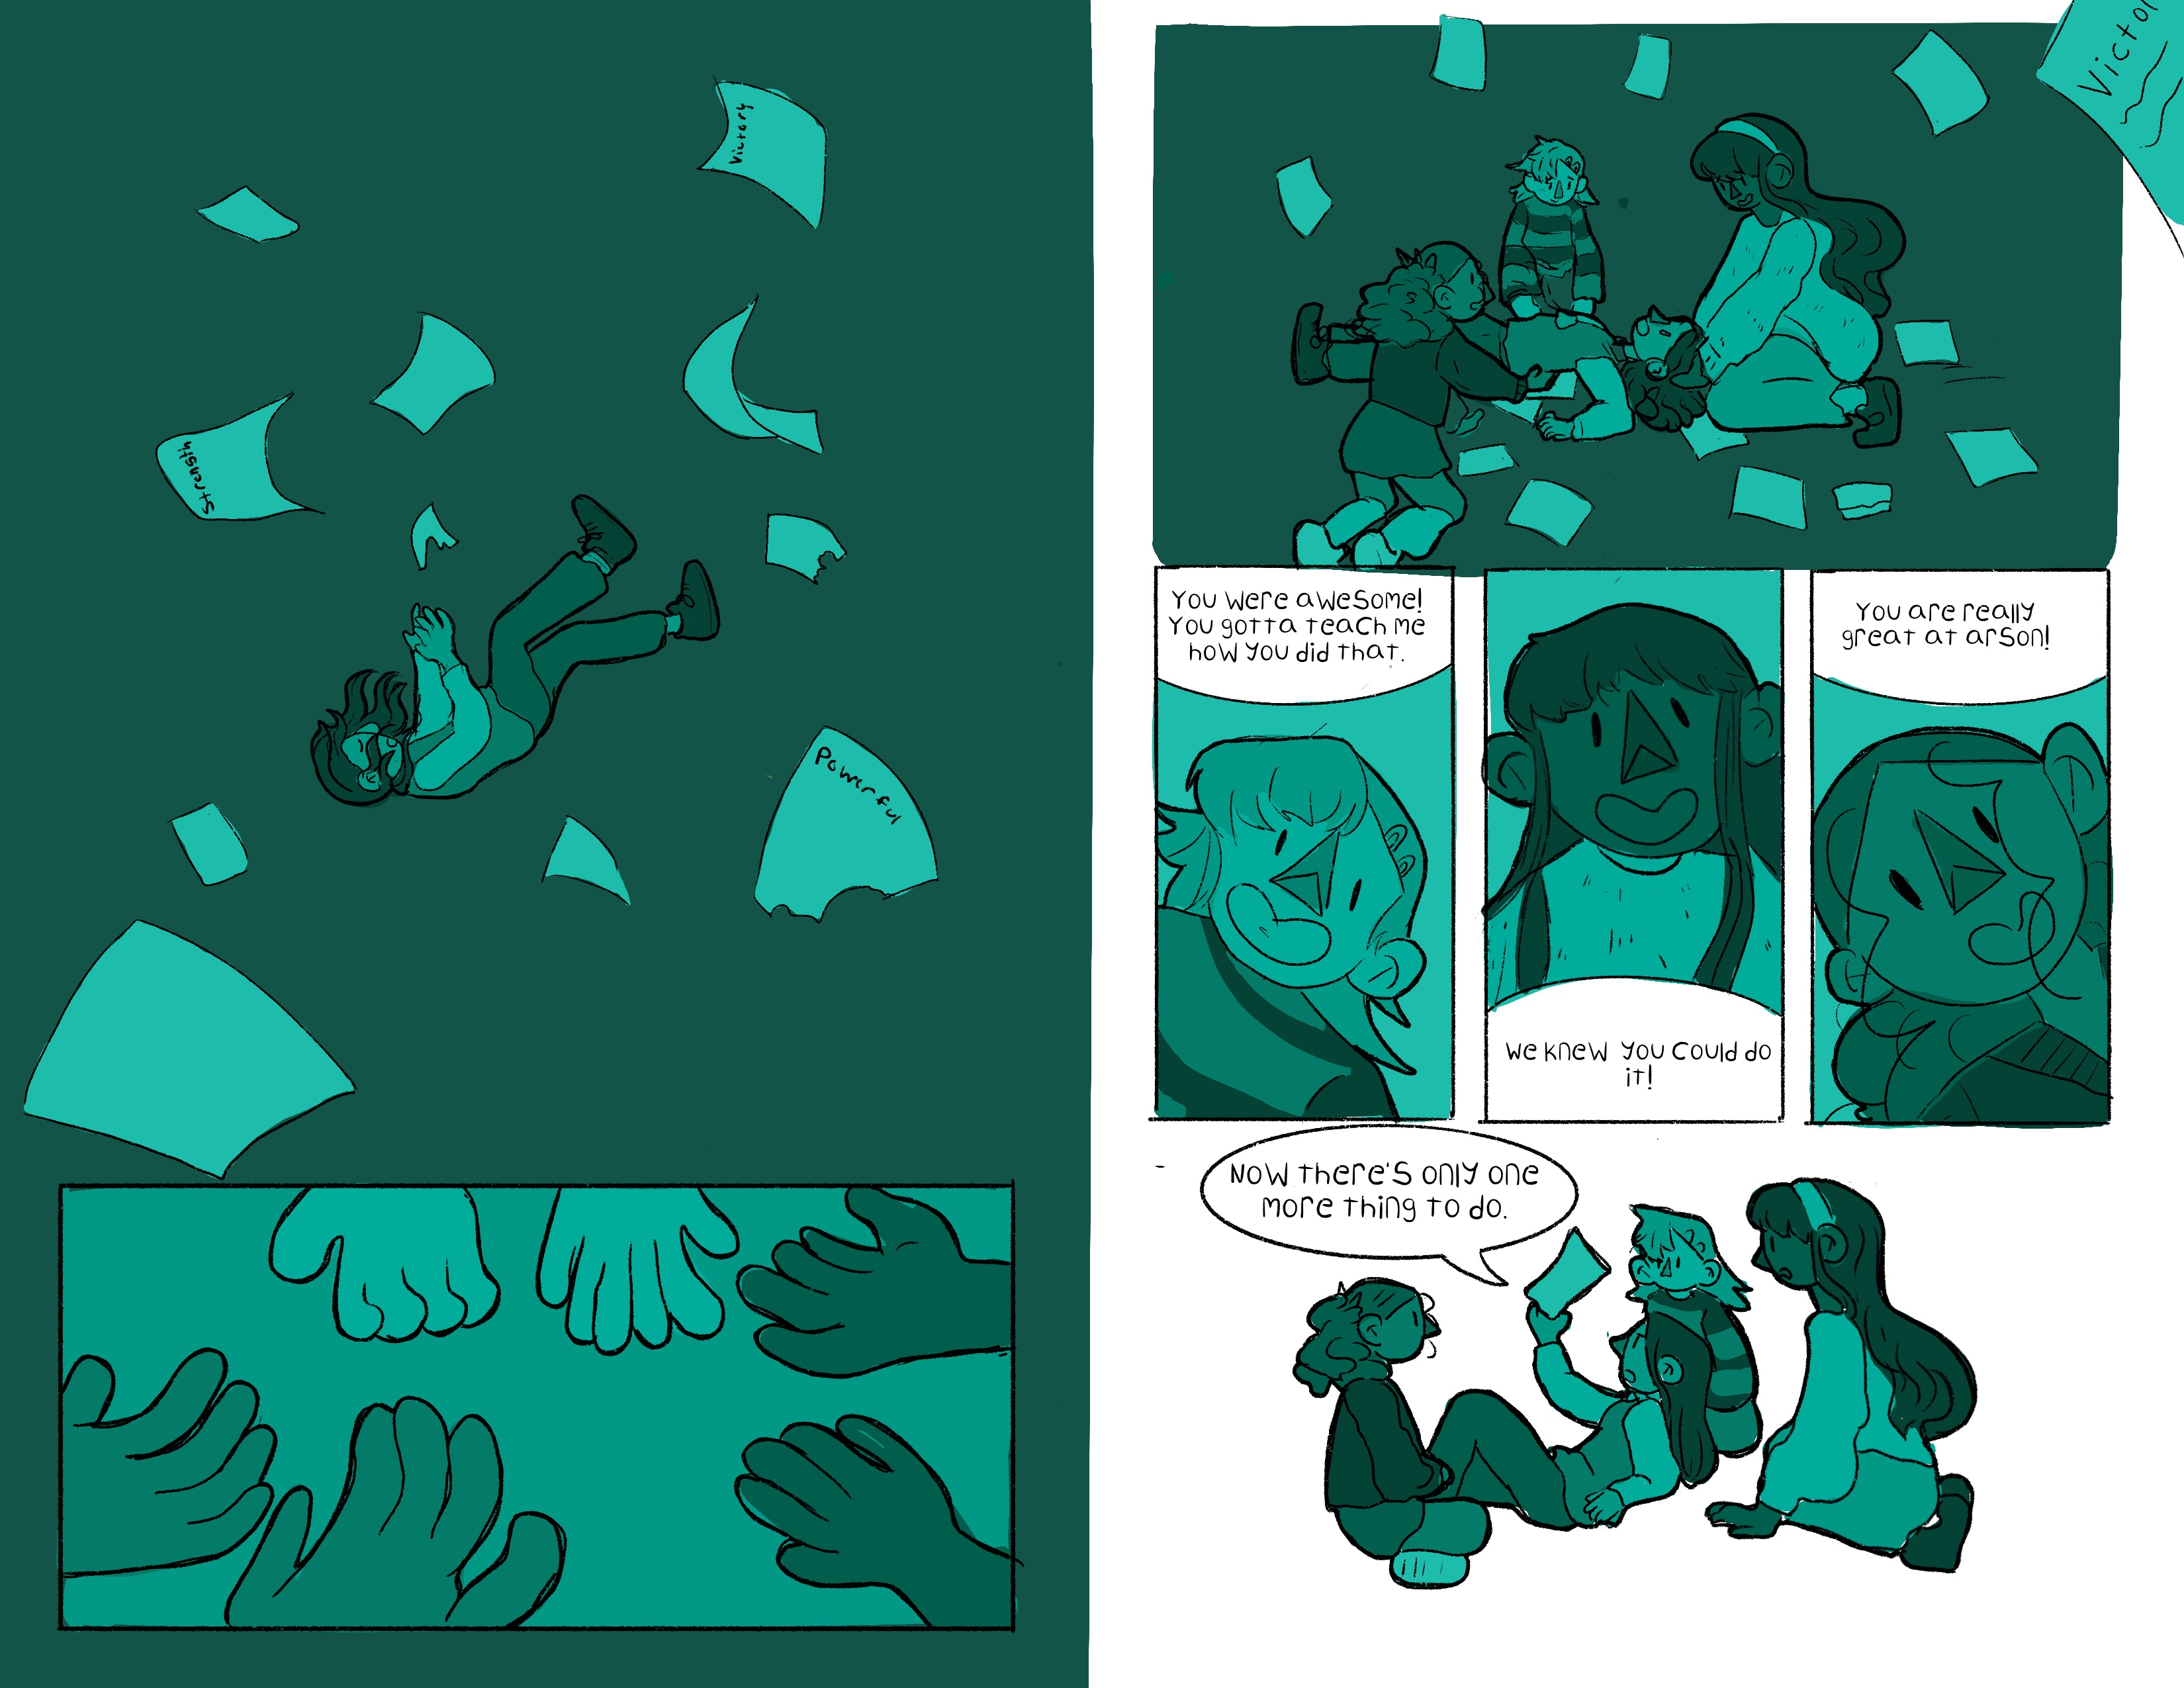 Victory
Strength
Powerful
Victor
You were awesome!
You gotta teach me
how you did that.
We knew you could do
it!
You are really
great at arson!
Now there's only one
more thing to do.